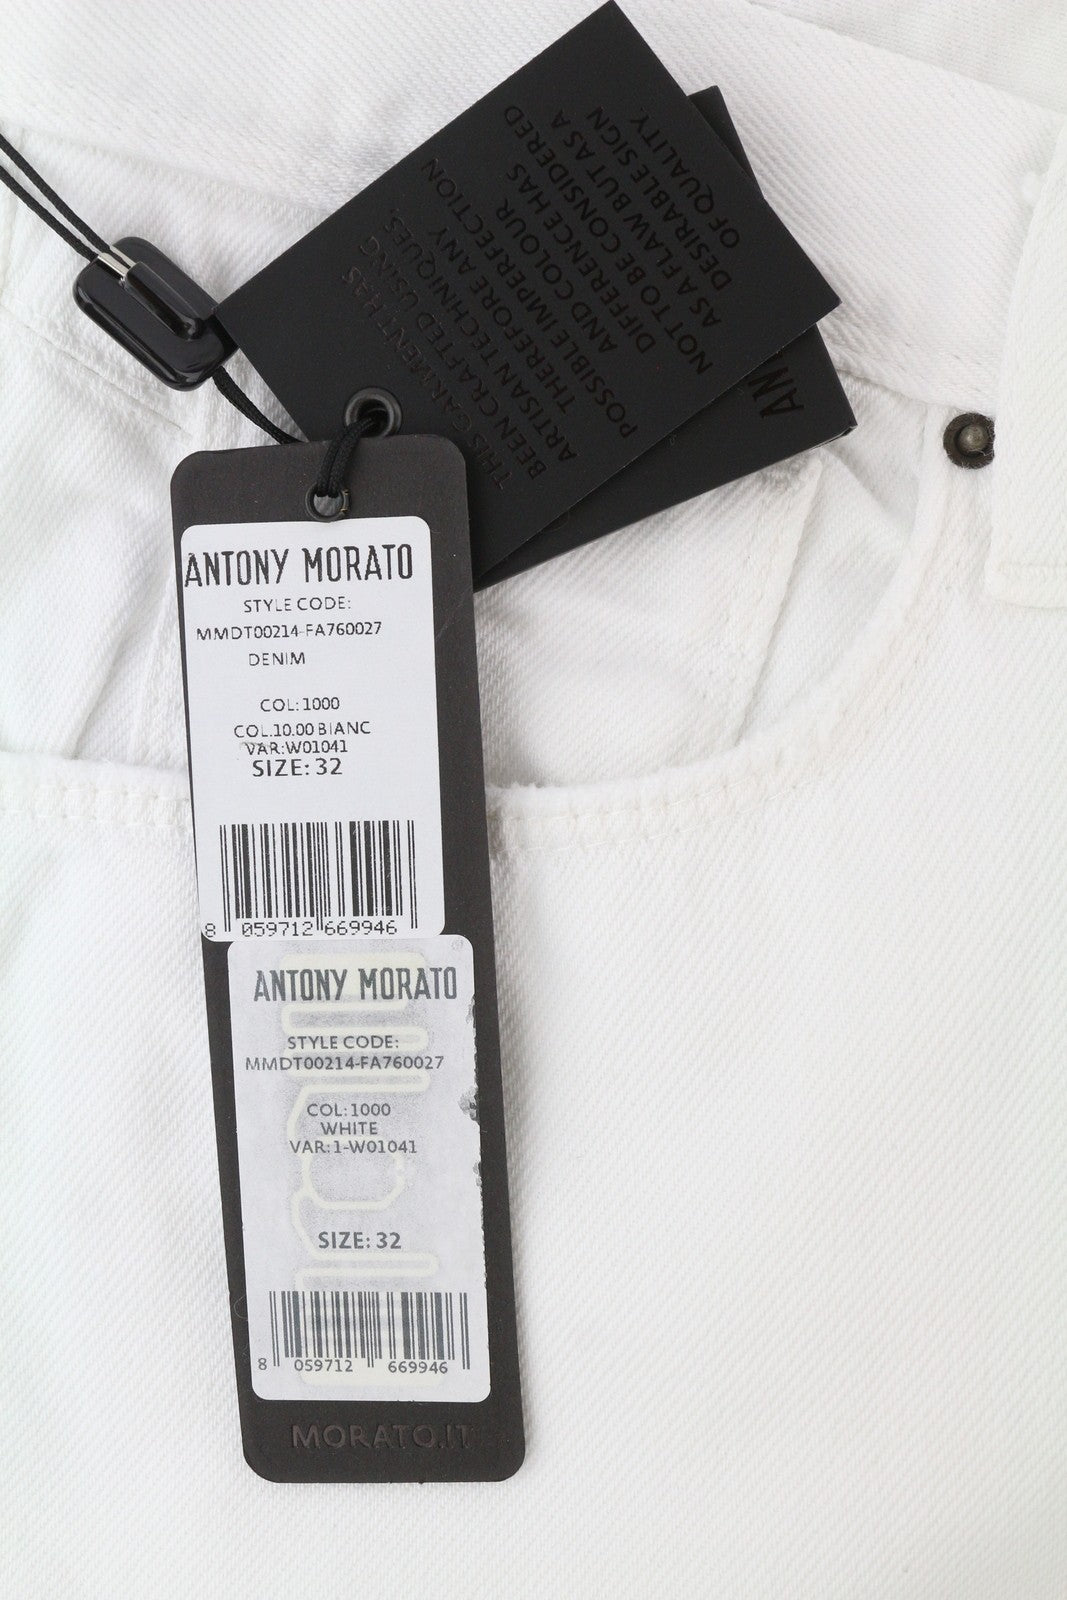 THIS GARMENT HAS
BEEN CRAFTED USING
ARTISAN TECHNIQUES,
THEREFORE ANY
POSSIBLE IMPERFECTION
AND COLOUR
DIFFERENCE HAS
NOT TO BE CONSIDERED
AS A FLAW BUT AS A
DESIRABLE SIGN
OF QUALITY.
AN
ANTONY MORATO
STYLE CODE:
MMDT00214-FA760027
DENIM
COL:1000
COL.10.00 BIANC
VAR:W01041
SIZE: 32
8 059712 669946
ANTONY MORATO
STYLE CODE:
MMDT00214-FA760027
COL:1000
WHITE
VAR:1-W01041
SIZE: 32
8 059712 669946
MORATO.IT